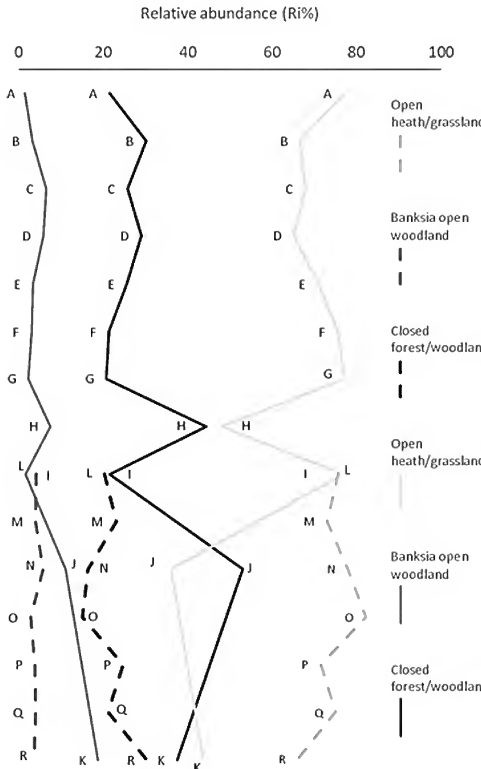 Relative abundance (Ri%)
0 20 40 60 80 100
A A A
B B B
C C C
D D D
E E E
F F F
G G G
H H H
L I L I I L
M M M
N J N J J N
O O O
P P P
Q Q Q
R K R K K R
Open
heath/grassland
Banksia open
woodland
Closed
forest/woodland
Open
heath/grassland
Banksia open
woodland
Closed
forest/woodland